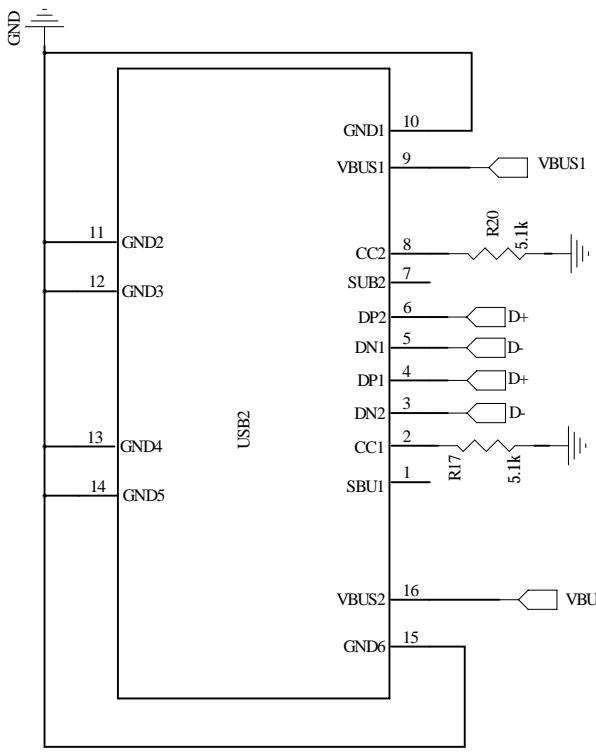 GND
GND1 10
VBUS1 9 VBUS1
R20
5.1k
11 GND2
CC2 8
SUB2 7
12 GND3
DP2 6 D+
DN1 5 D-
DP1 4 D+
DN2 3 D-
USB2
13 GND4
CC1 2
R17
5.1k
14 GND5
SBU1 1
VBUS2 16 VBU
GND6 15